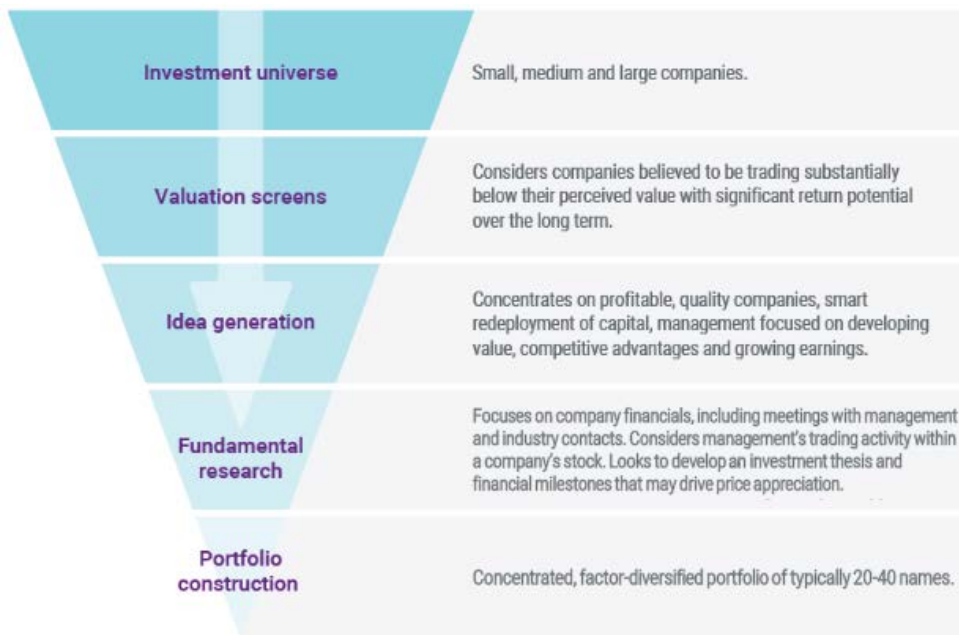 Investment universe
Small, medium and large companies.
Valuation screens
Considers companies believed to be trading substantially
below their perceived value with significant return potential
over the long term.
Idea generation
Concentrates on profitable, quality companies, smart
redeployment of capital, management focused on developing
value, competitive advantages and growing earnings.
Fundamental
research
Focuses on company financials, including meetings with management
and industry contacts. Considers management's trading activity within
a company's stock. Looks to develop an investment thesis and
financial milestones that may drive price appreciation.
Portfolio
construction
Concentrated, factor-diversified portfolio of typically 20-40 names.